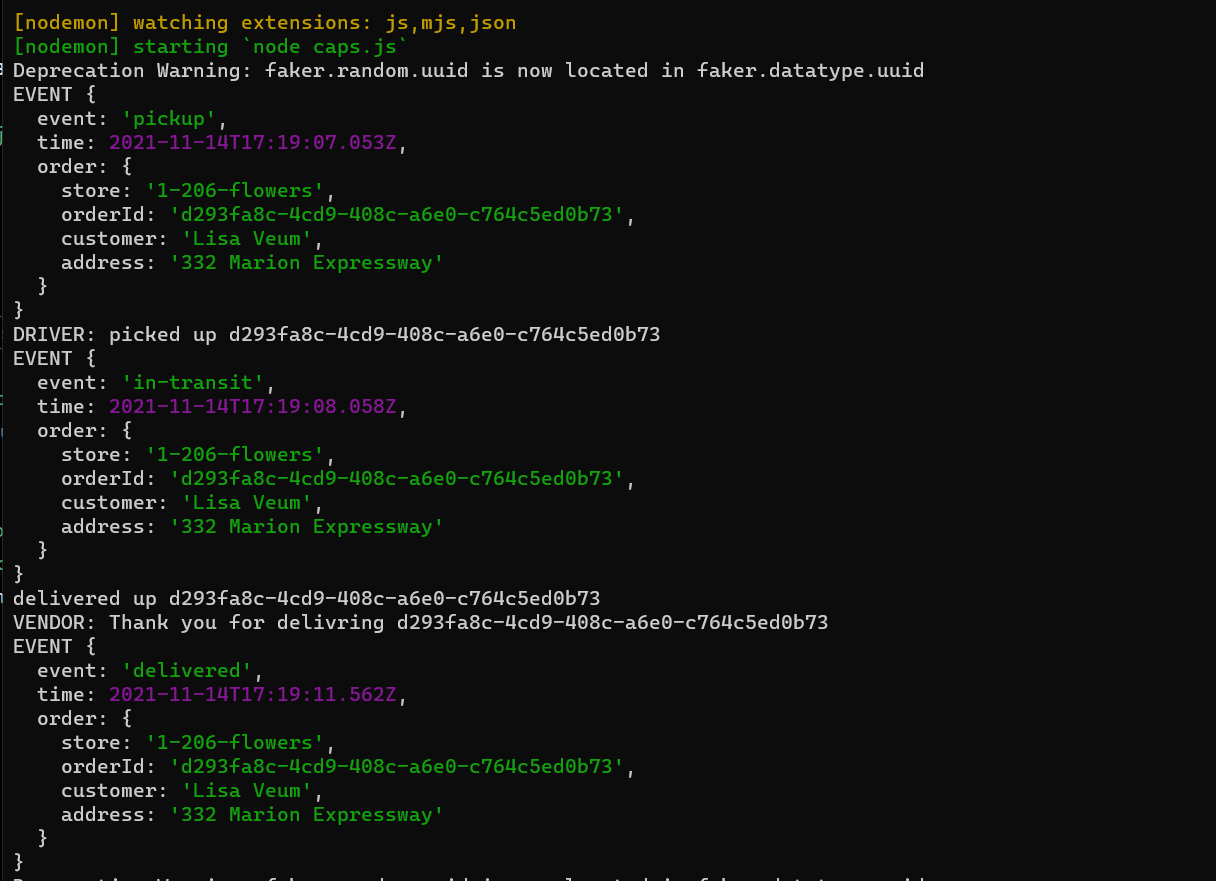 [nodemon] watching extensions: js,mjs,json
[nodemon] starting `node caps.js`
Deprecation Warning: faker.random.uuid is now located in faker.datatype.uuid
EVENT {
  event: 'pickup',
  time: 2021-11-14T17:19:07.053Z,
  order: {
    store: '1-206-flowers',
    orderId: 'd293fa8c-4cd9-408c-a6e0-c764c5ed0b73',
    customer: 'Lisa Veum',
    address: '332 Marion Expressway'
  }
}
DRIVER: picked up d293fa8c-4cd9-408c-a6e0-c764c5ed0b73
EVENT {
  event: 'in-transit',
  time: 2021-11-14T17:19:08.058Z,
  order: {
    store: '1-206-flowers',
    orderId: 'd293fa8c-4cd9-408c-a6e0-c764c5ed0b73',
    customer: 'Lisa Veum',
    address: '332 Marion Expressway'
  }
}
delivered up d293fa8c-4cd9-408c-a6e0-c764c5ed0b73
VENDOR: Thank you for delivring d293fa8c-4cd9-408c-a6e0-c764c5ed0b73
EVENT {
  event: 'delivered',
  time: 2021-11-14T17:19:11.562Z,
  order: {
    store: '1-206-flowers',
    orderId: 'd293fa8c-4cd9-408c-a6e0-c764c5ed0b73',
    customer: 'Lisa Veum',
    address: '332 Marion Expressway'
  }
}